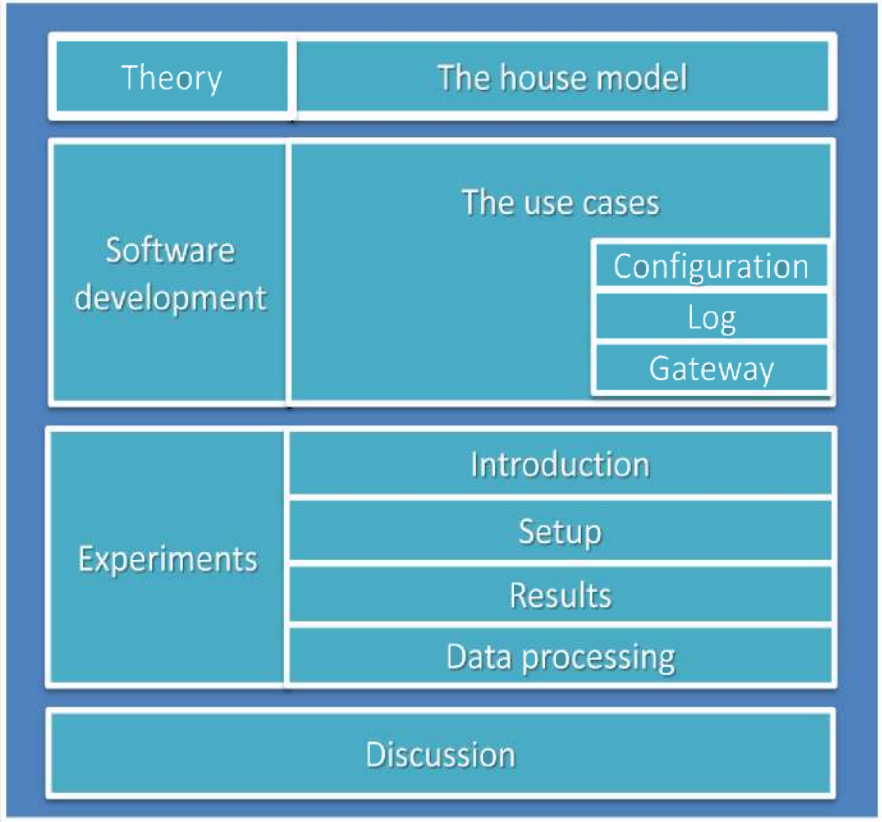 Theory
The house model
Software
development
The use cases
Configuration
Log
Gateway
Experiments
Introduction
Setup
Results
Data processing
Discussion